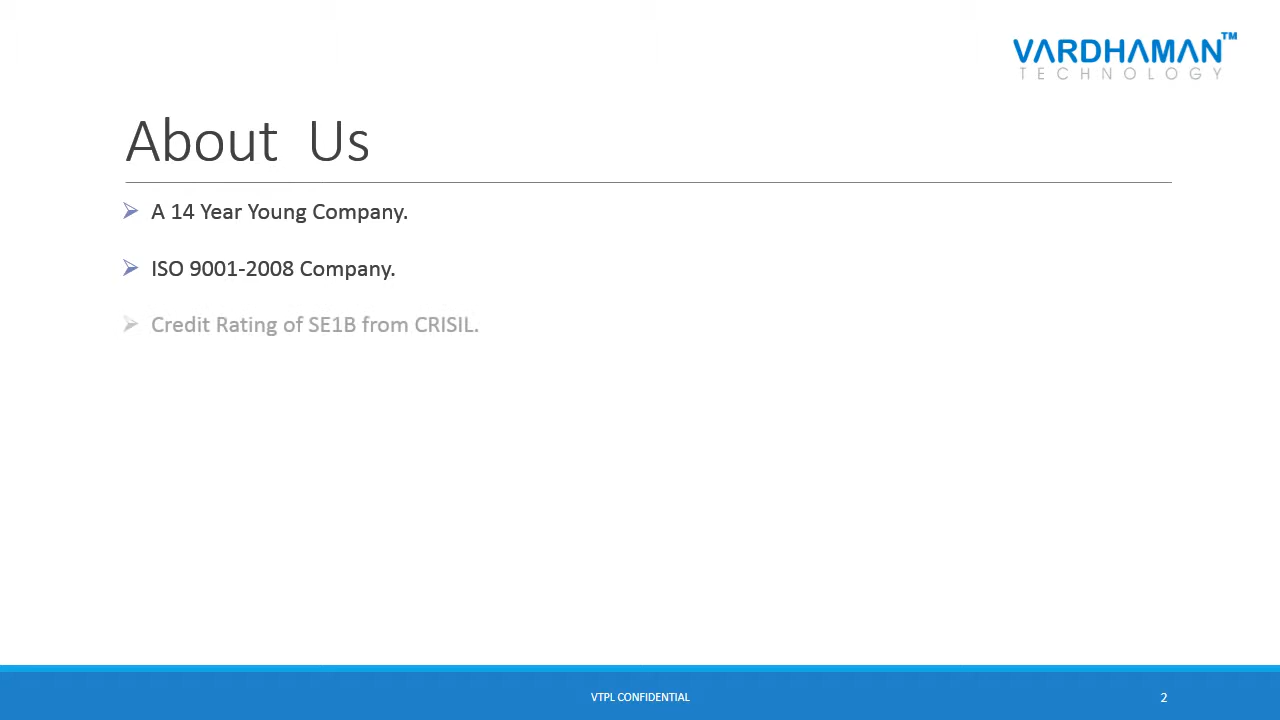 VARDHAMAN™
TECHNOLOGY
About Us
A 14 Year Young Company.
ISO 9001-2008 Company.
Credit Rating of SE1B from CRISIL.
VTPL CONFIDENTIAL
2